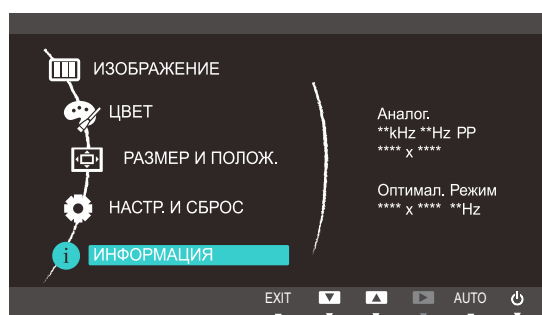 ИЗОБРАЖЕНИЕ
ЦВЕТ
РАЗМЕР И ПОЛОЖ.
НАСТР. И СБРОС
i ИНФОРМАЦИЯ
Аналог.
**kHz **Hz PP
**** x ****
Оптимал. Режим
**** x **** **Hz
EXIT AUTO